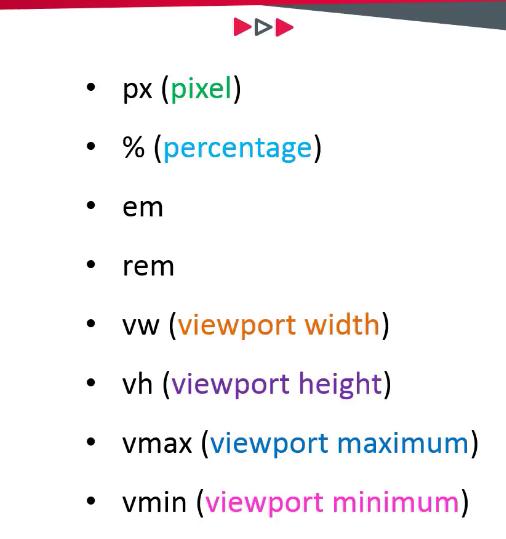 • px (pixel)
• % (percentage)
• em
• rem
• vw (viewport width)
• vh (viewport height)
• vmax (viewport maximum)
• vmin (viewport minimum)